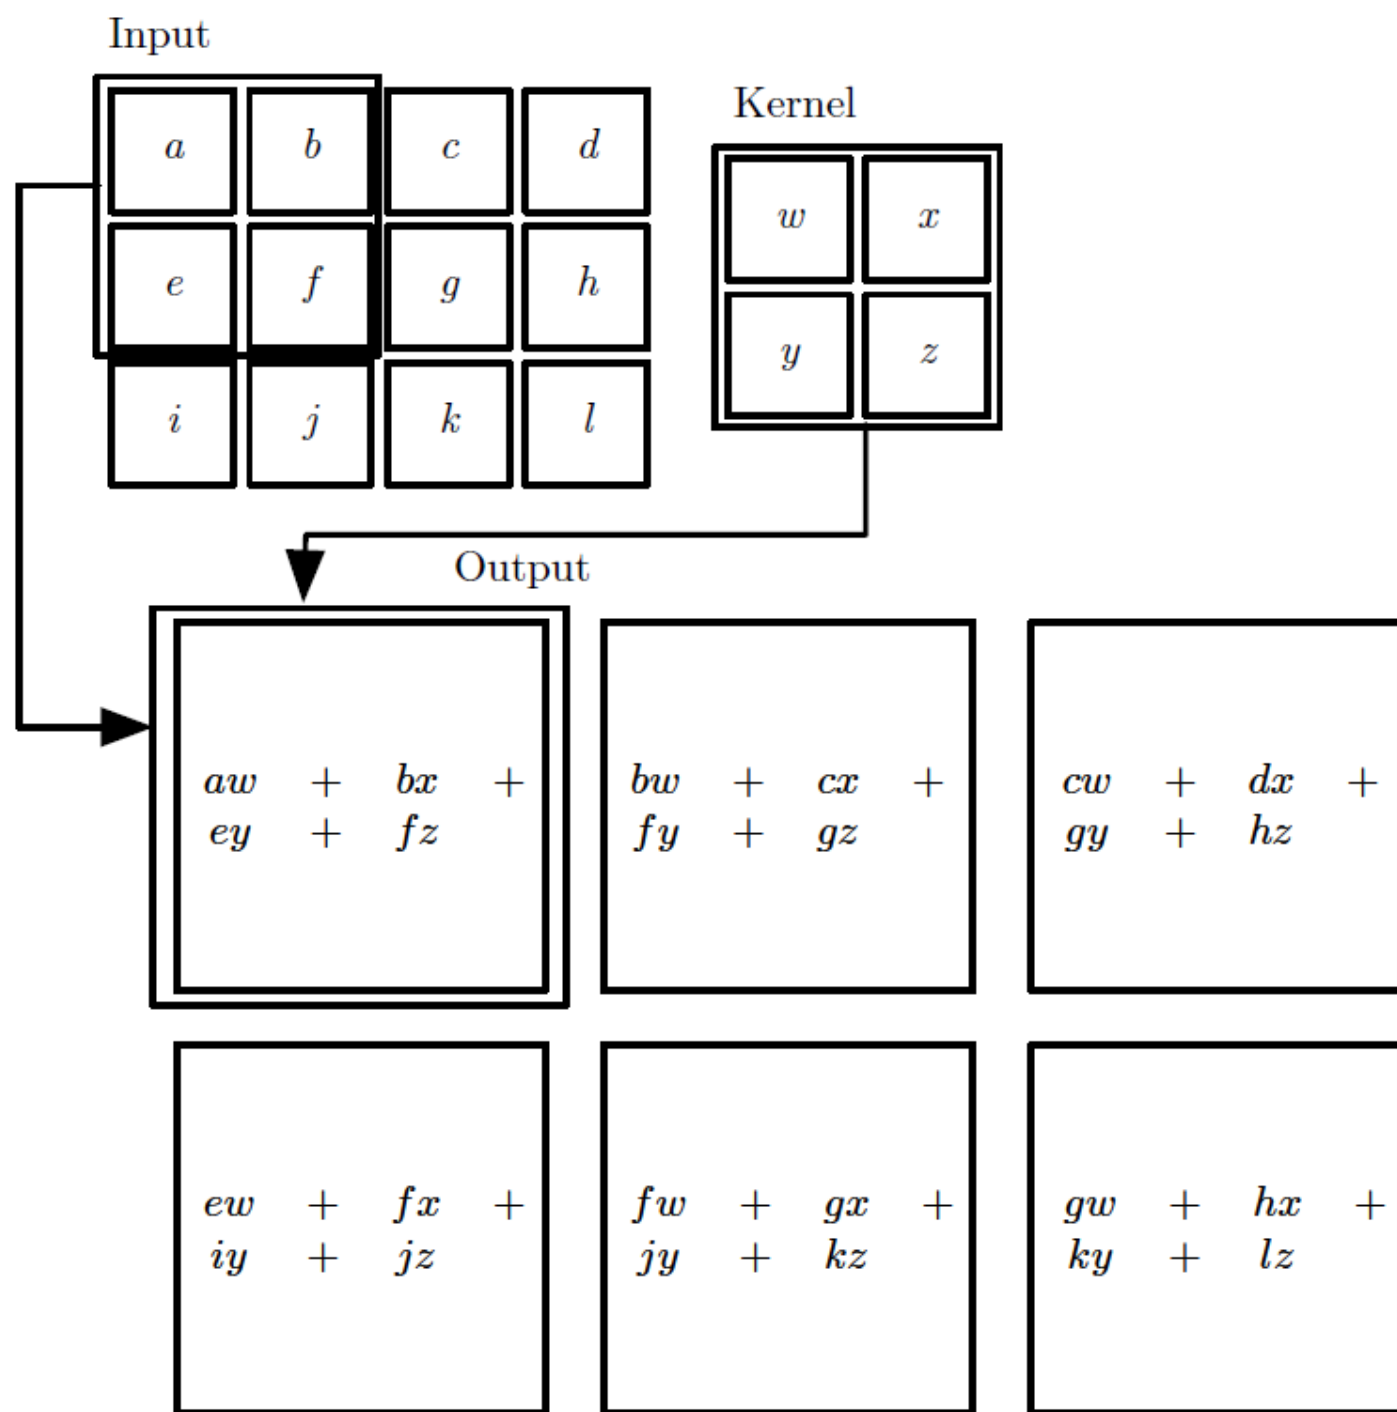 Input
Kernel
a b c d
e f g h
i j k l
w x
y z
Output
aw + bx +
ey + fz
bw + cx +
fy + gz
cw + dx +
gy + hz
ew + fx +
iy + jz
fw + gx +
jy + kz
gw + hx +
ky + lz